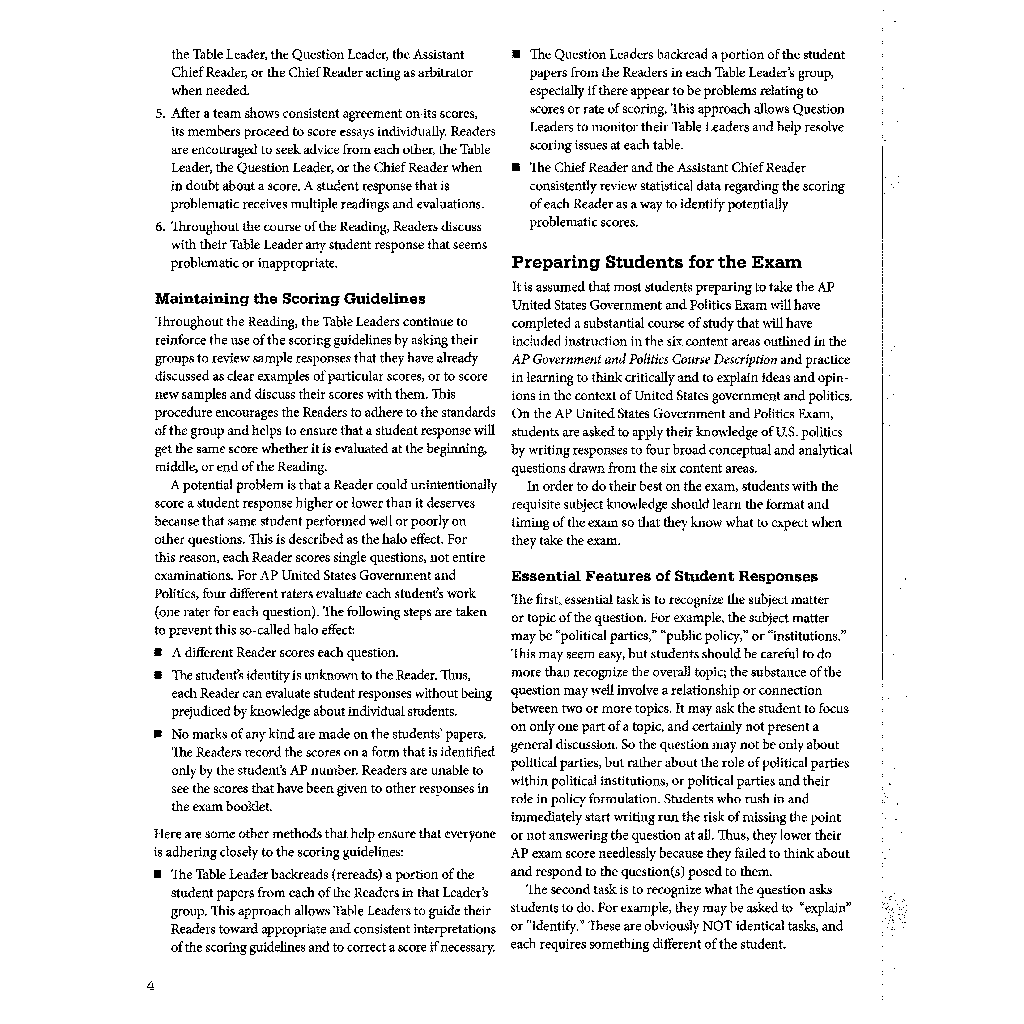 the Table Leader, the Question Leader, the Assistant
Chief Reader, or the Chief Reader acting as arbitrator
when needed.
5. After a team shows consistent agreement on its scores,
its members proceed to score essays individually. Readers
are encouraged to seek advice from each other, the Table
Leader, the Question Leader, or the Chief Reader when
in doubt about a score. A student response that is
problematic receives multiple readings and evaluations.
6. Throughout the course of the Reading, Readers discuss
with their Table Leader any student response that seems
problematic or inappropriate.
Maintaining the Scoring Guidelines
Throughout the Reading, the Table Leaders continue to
reinforce the use of the scoring guidelines by asking their
groups to review sample responses that they have already
discussed as clear examples of particular scores, or to score
new samples and discuss their scores with them. This
procedure encourages the Readers to adhere to the standards
of the group and helps to ensure that a student response will
get the same score whether it is evaluated at the beginning,
middle, or end of the Reading.
A potential problem is that a Reader could unintentionally
score a student response higher or lower than it deserves
because that same student performed well or poorly on
other questions. This is described as the halo effect. For
this reason, each Reader scores single questions, not entire
examinations. For AP United States Government and
Politics, four different raters evaluate each student's work
(one rater for each question). The following steps are taken
to prevent this so-called halo effect:
■ A different Reader scores each question.
■ The student's identity is unknown to the Reader. Thus,
each Reader can evaluate student responses without being
prejudiced by knowledge about individual students.
■ No marks of any kind are made on the students' papers.
The Readers record the scores on a form that is identified
only by the student's AP number. Readers are unable to
see the scores that have been given to other responses in
the exam booklet.
Here are some other methods that help ensure that everyone
is adhering closely to the scoring guidelines:
■ The Table Leader backreads (rereads) a portion of the
student papers from each of the Readers in that Leader's
group. This approach allows Table Leaders to guide their
Readers toward appropriate and consistent interpretations
of the scoring guidelines and to correct a score if necessary.
■ The Question Leaders backread a portion of the student
papers from the Readers in each Table Leader's group,
especially if there appear to be problems relating to
scores or rate of scoring. This approach allows Question
Leaders to monitor their Table Leaders and help resolve
scoring issues at each table.
■ The Chief Reader and the Assistant Chief Reader
consistently review statistical data regarding the scoring
of each Reader as a way to identify potentially
problematic scores.
Preparing Students for the Exam
It is assumed that most students preparing to take the AP
United States Government and Politics Exam will have
completed a substantial course of study that will have
included instruction in the six content areas outlined in the
AP Government and Politics Course Description and practice
in learning to think critically and to explain ideas and opin-
ions in the context of United States government and politics.
On the AP United States Government and Politics Exam,
students are asked to apply their knowledge of U.S. politics
by writing responses to four broad conceptual and analytical
questions drawn from the six content areas.
In order to do their best on the exam, students with the
requisite subject knowledge should learn the format and
timing of the exam so that they know what to expect when
they take the exam.
Essential Features of Student Responses
The first, essential task is to recognize the subject matter
or topic of the question. For example, the subject matter
may be "political parties," "public policy," or "institutions."
This may seem easy, but students should be careful to do
more than recognize the overall topic; the substance of the
question may well involve a relationship or connection
between two or more topics. It may ask the student to focus
on only one part of a topic, and certainly not present a
general discussion. So the question may not be only about
political parties, but rather about the role of political parties
within political institutions, or political parties and their
role in policy formulation. Students who rush in and
immediately start writing run the risk of missing the point
or not answering the question at all. Thus, they lower their
AP exam score needlessly because they failed to think about
and respond to the question(s) posed to them.
The second task is to recognize what the question asks
students to do. For example, they may be asked to "explain"
or "identify." These are obviously NOT identical tasks, and
each requires something different of the student.
4